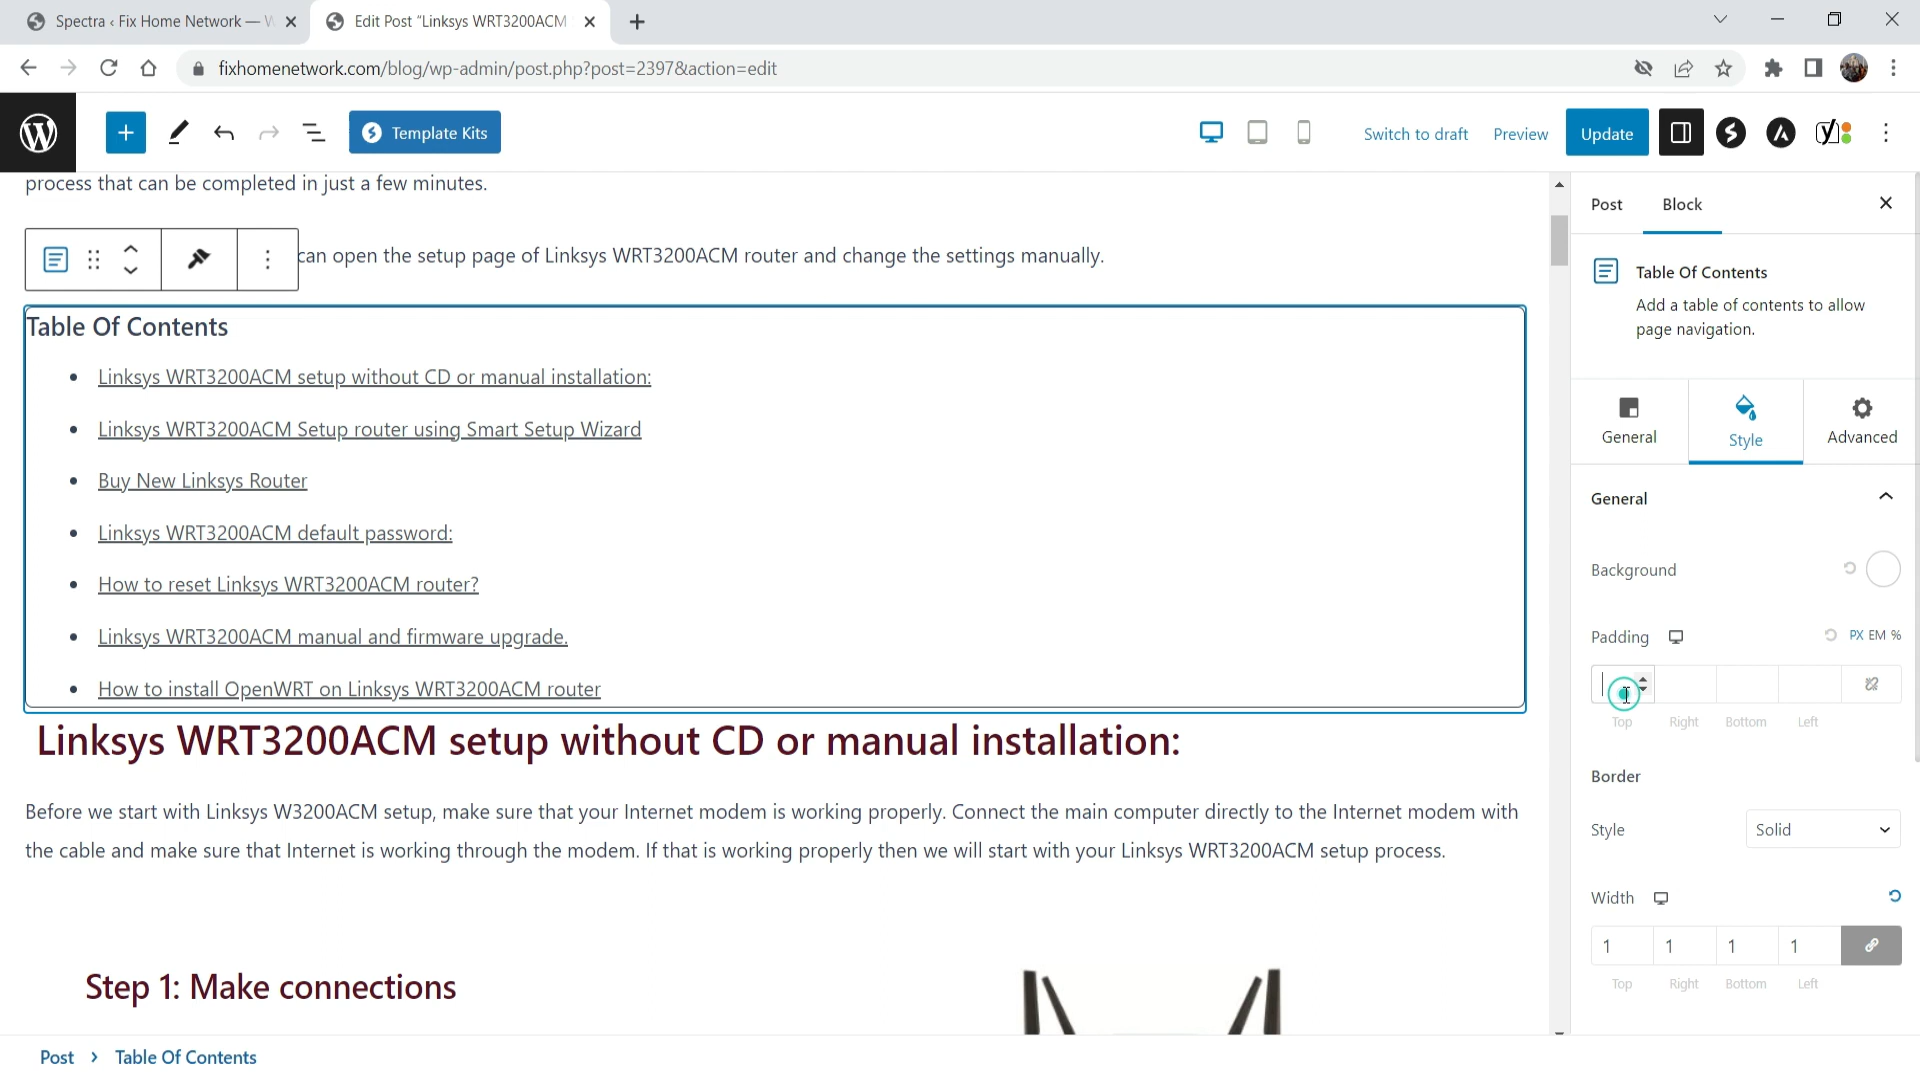 Spectra ‹ Fix Home Network — W
Edit Post "Linksys WRT3200ACM
fixhomenetwork.com/blog/wp-admin/post.php?post=2397&action=edit
Template Kits
Switch to draft
Preview
Update
process that can be completed in just a few minutes.
can open the setup page of Linksys WRT3200ACM router and change the settings manually.
Table Of Contents
Linksys WRT3200ACM setup without CD or manual installation:
Linksys WRT3200ACM Setup router using Smart Setup Wizard
Buy New Linksys Router
Linksys WRT3200ACM default password:
How to reset Linksys WRT3200ACM router?
Linksys WRT3200ACM manual and firmware upgrade.
How to install OpenWRT on Linksys WRT3200ACM router
Linksys WRT3200ACM setup without CD or manual installation:
Before we start with Linksys W3200ACM setup, make sure that your Internet modem is working properly. Connect the main computer directly to the Internet modem with
the cable and make sure that Internet is working through the modem. If that is working properly then we will start with your Linksys WRT3200ACM setup process.
Step 1: Make connections
Post Block
Table Of Contents
Add a table of contents to allow
page navigation.
General Style Advanced
General
Background
Padding PX EM %
Top Right Bottom Left
Border
Style Solid
Width
1 1 1 1
Top Right Bottom Left
Post > Table Of Contents